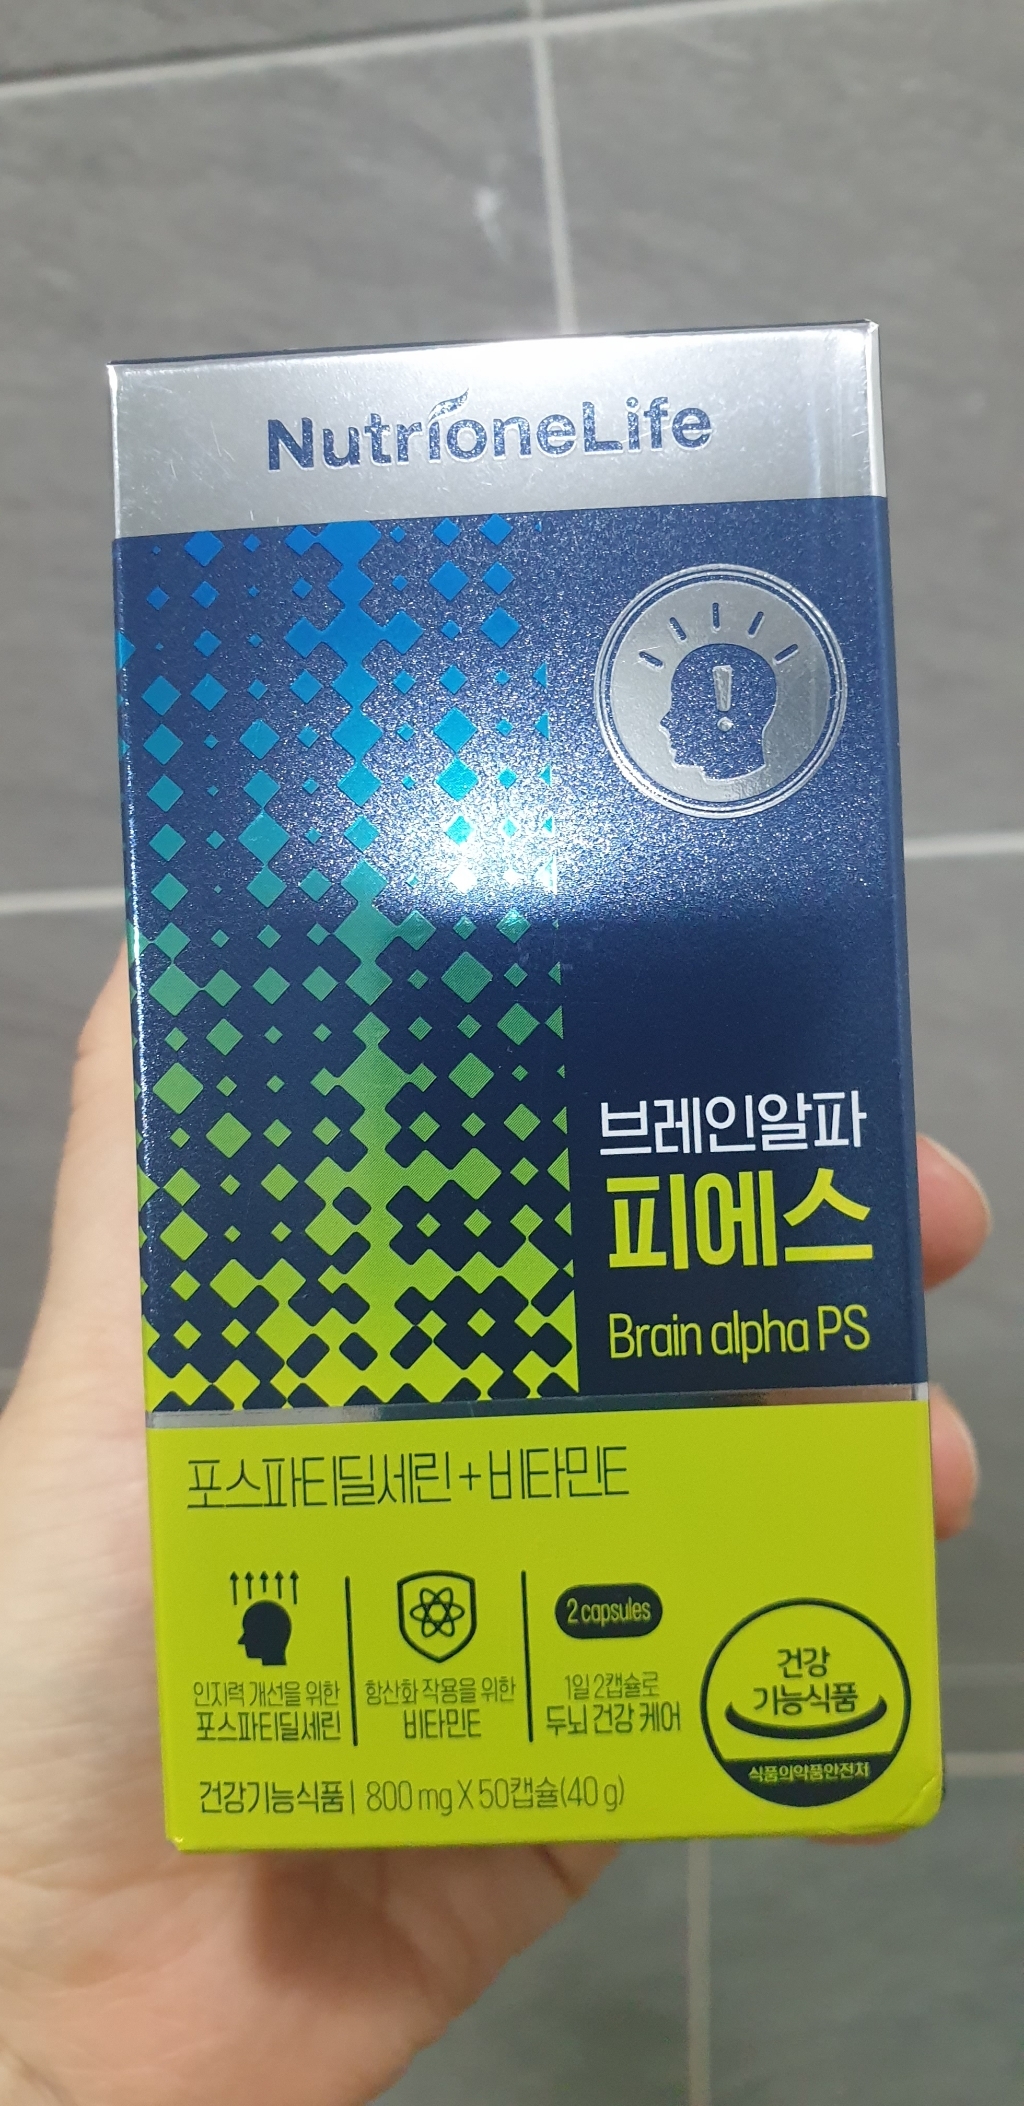 NutrioneLife
브레인알파
피에스
Brain alpha PS
포스파티딜세린 + 비타민E
인지력 개선을 위한
포스파티딜세린
항산화 작용을 위한
비타민E
2 capsules
1일 2캡슐로
두뇌 건강 케어
건강
기능식품
식품의약품안전처
건강기능식품 | 800 mg X 50캡슐(40 g)